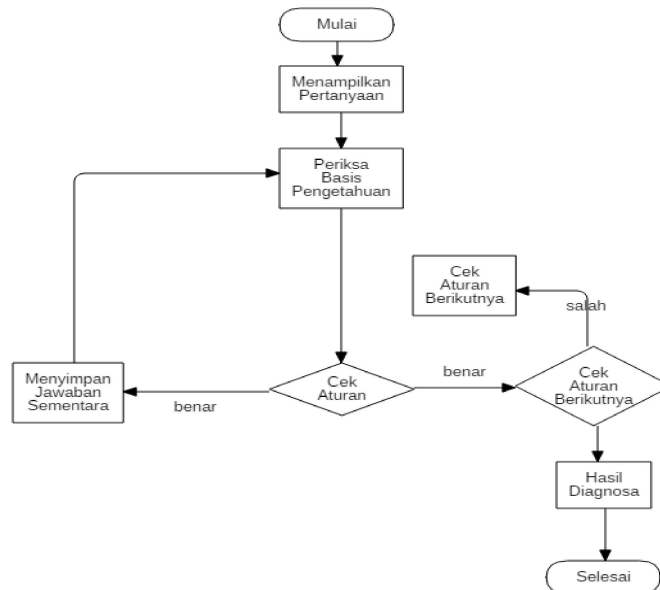 Mulai
Menampilkan
Pertanyaan
Periksa
Basis
Pengetahuan
Cek
Aturan
Berikutnya
salah
Menyimpan
Jawaban
Sementara
benar
Cek
Aturan
benar
Cek
Aturan
Berikutnya
Hasil
Diagnosa
Selesai